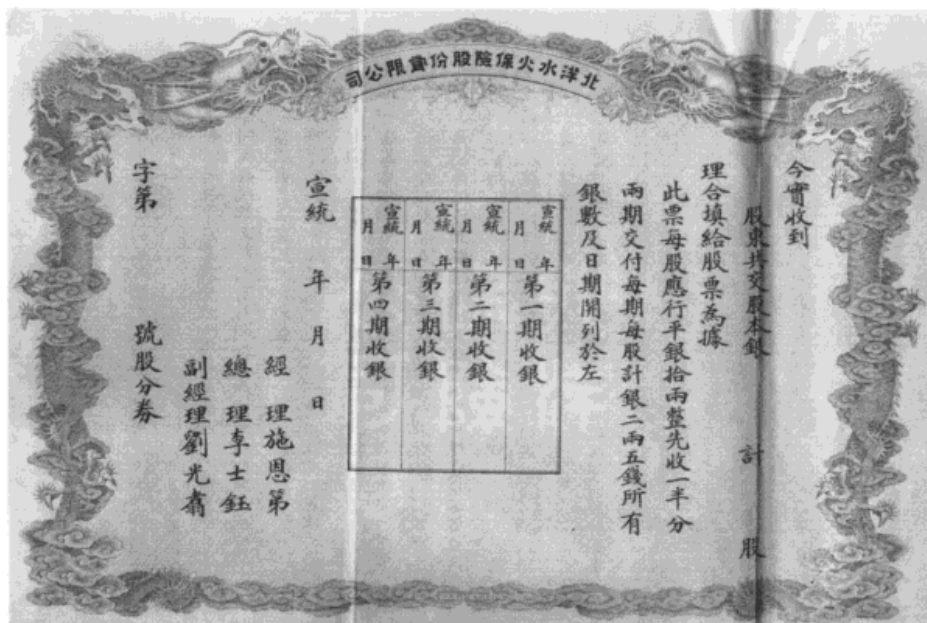 北洋水火保險股份有限公司
今實收到
股東共交股本銀 計 股
理合填給股票為據
此票每股應行平銀拾兩整先收一半分
兩期交付每期每股計銀二兩五錢所有
銀數及日期開列於左
宣統 年 月 日 第一期收銀
宣統 年 月 日 第二期收銀
宣統 年 月 日 第三期收銀
宣統 年 月 日 第四期收銀
宣統 年 月 日
經理施恩第
總理李士鈺
副經理劉光
字第 號股分券